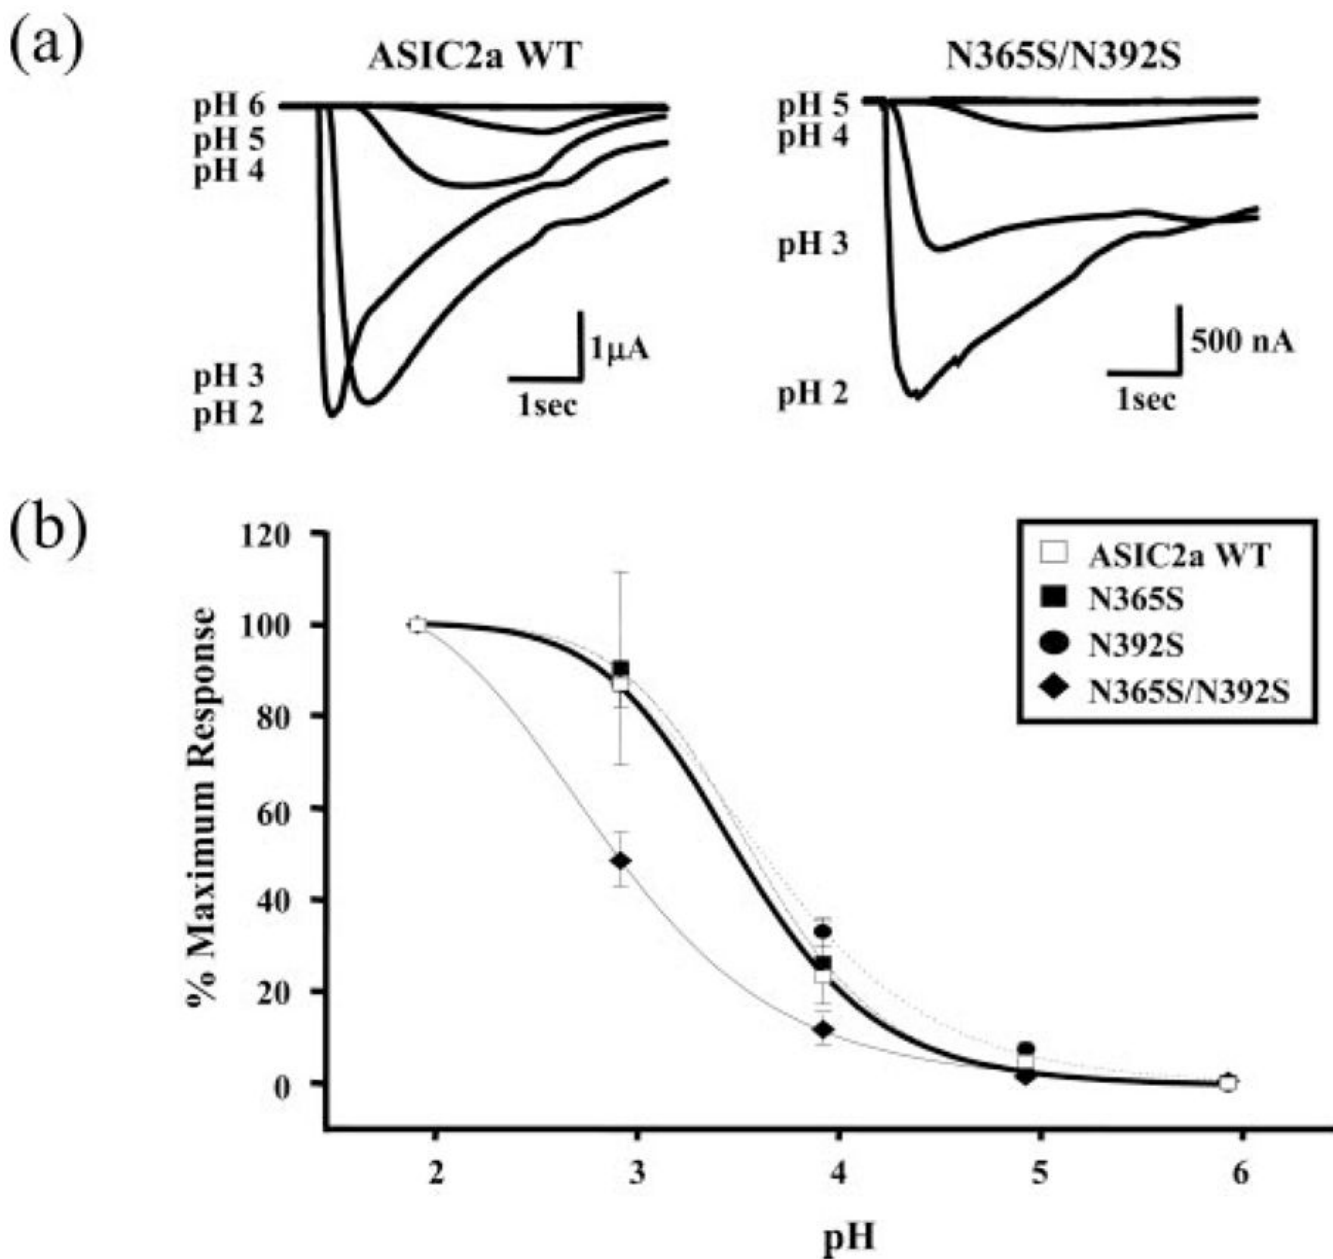 (a)
ASIC2a WT
pH 6
pH 5
pH 4
pH 3
pH 2
1μA
1sec
N365S/N392S
pH 5
pH 4
pH 3
pH 2
500 nA
1sec
(b)
% Maximum Response
120
100
80
60
40
20
0
2 3 4 5 6
pH
ASIC2a WT
N365S
N392S
N365S/N392S